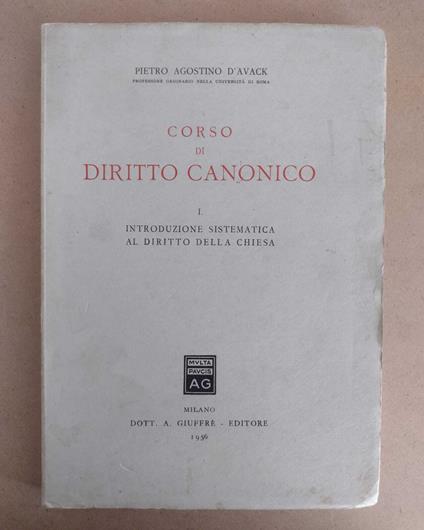 PIETRO AGOSTINO D'AVACK
PROFESSORE ORDINARIO NELLA UNIVERSITÀ DI ROMA
CORSO
DI
DIRITTO CANONICO
I.
INTRODUZIONE SISTEMATICA
AL DIRITTO DELLA CHIESA
MVLTA
PAVCIS
AG
MILANO
DOTT. A. GIUFFRÈ - EDITORE
1956